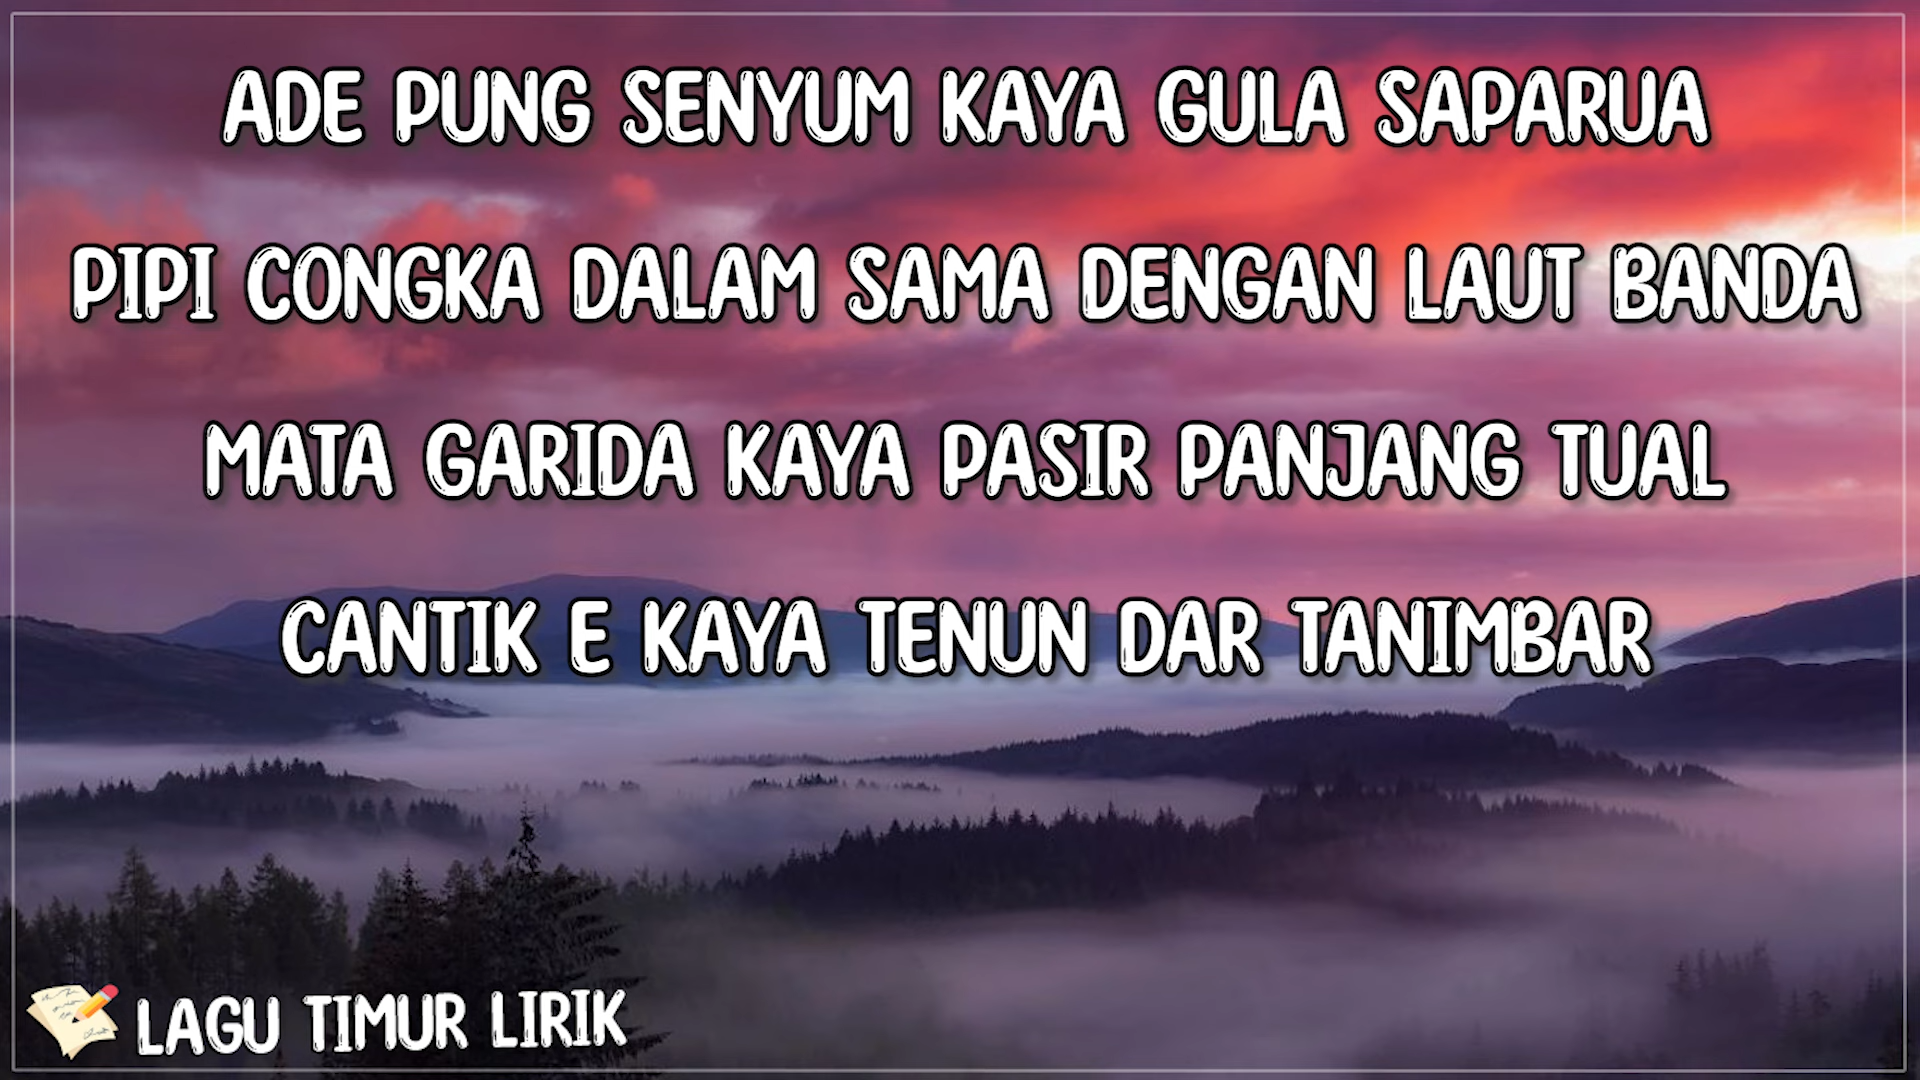 ADE PUNG SENYUM KAYA GULA SAPARUA
PIPI CONGKA DALAM SAMA DENGAN LAUT BANDA
MATA GARIDA KAYA PASIR PANJANG TUAL
CANTIK E KAYA TENUN DAR TANIMBAR
LAGU TIMUR LIRIK